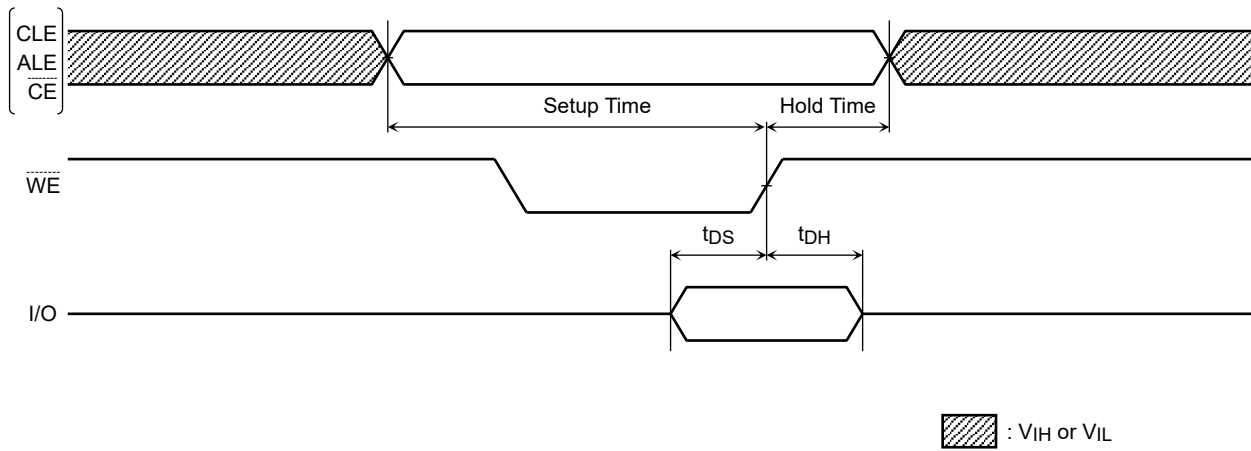 CLE
ALE
CE
Setup Time
Hold Time
WE
tDS
tDH
I/O
: VIH or VIL